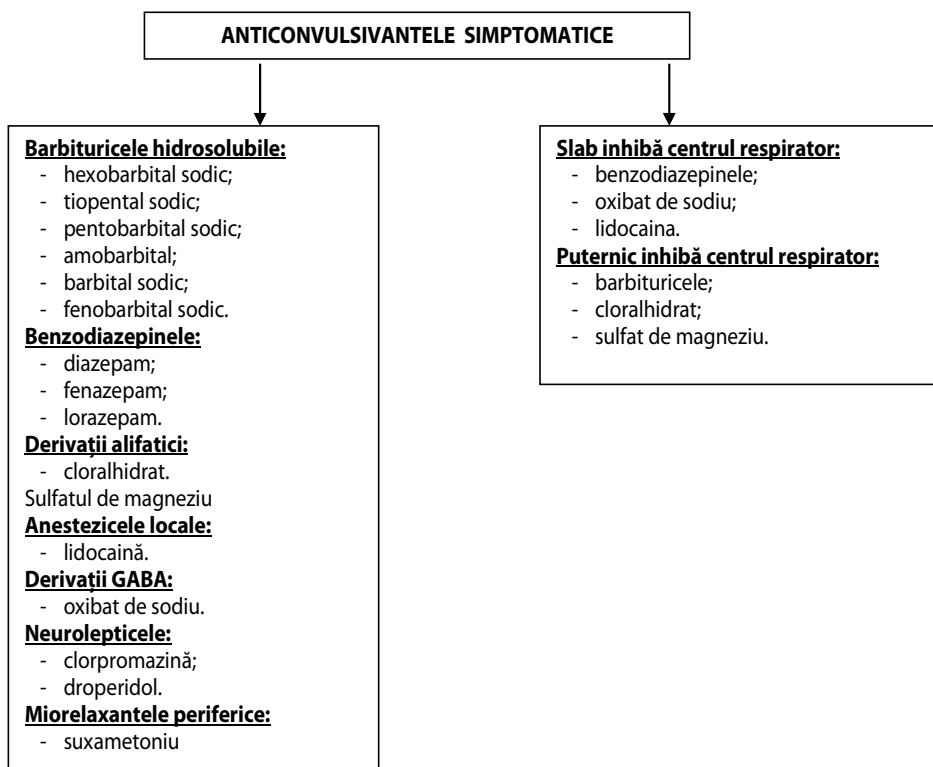 ANTICONVULSIVANTELE SIMPTOMATICE
Barbituricele hidrosolubile:
- hexobarbital sodic;
- tiopental sodic;
- pentobarbital sodic;
- amobarbital;
- barbital sodic;
- fenobarbital sodic.
Benzodiazepinele:
- diazepam;
- fenazepam;
- lorazepam.
Derivații alifatici:
- cloralhidrat.
Sulfatul de magneziu
Anestezicele locale:
- lidocaină.
Derivații GABA:
- oxibat de sodiu.
Neurolepticele:
- clorpromazină;
- droperidol.
Miorelaxantele periferice:
- suxametoniu
Slab inhibă centrul respirator:
- benzodiazepinele;
- oxibat de sodiu;
- lidocaina.
Puternic inhibă centrul respirator:
- barbituricele;
- cloralhidrat;
- sulfat de magneziu.